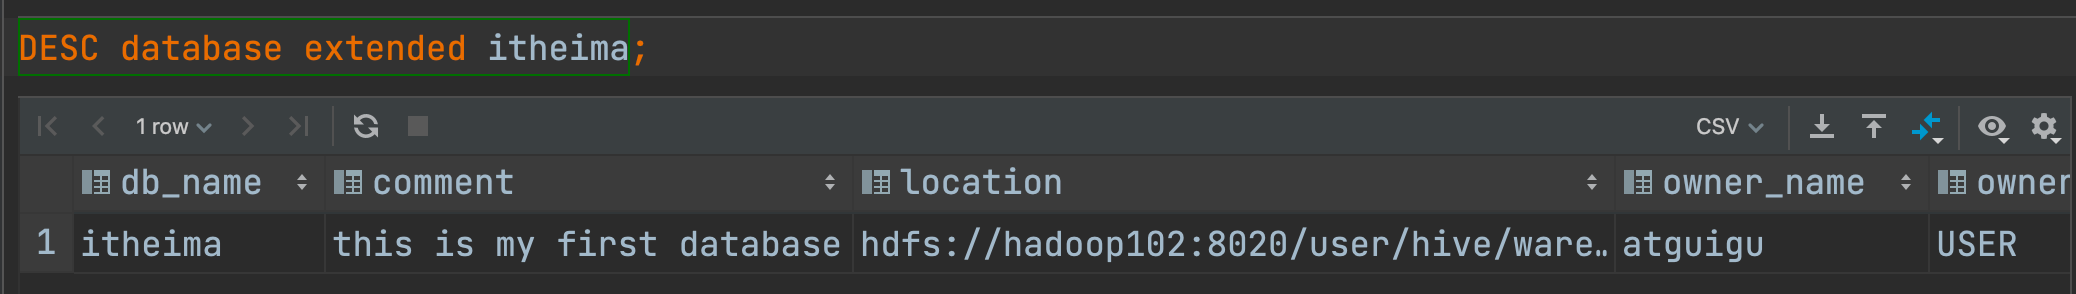 DESC database extended itheima;
1 row CSV
db_name comment location owner_name owner
1 itheima this is my first database hdfs://hadoop102:8020/user/hive/ware… atguigu USER